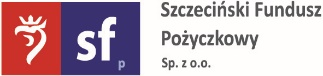 sf
p
Szczeciński Fundusz
Pożyczkowy
Sp. z o.o.